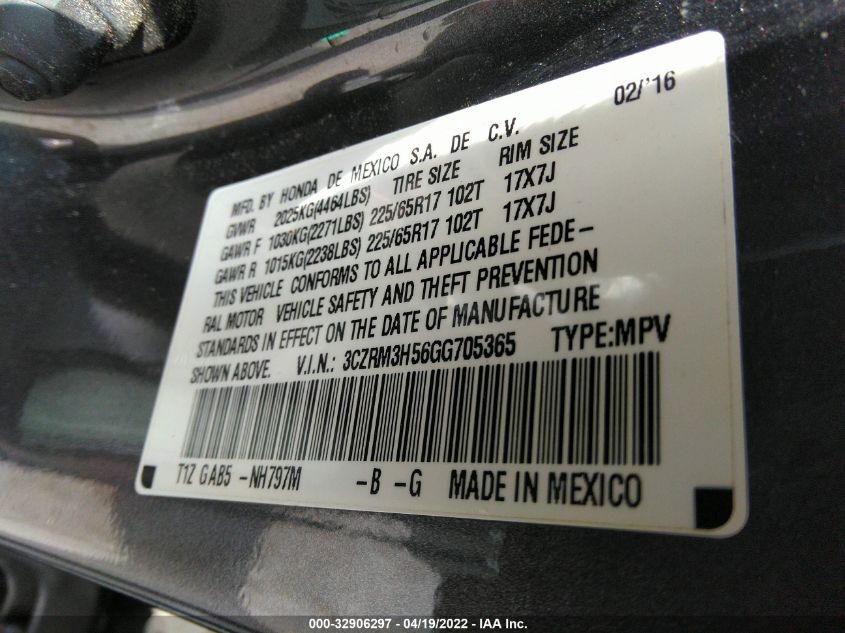 02/'16
MFD. BY HONDA DE MEXICO S.A. DE C.V.
GVWR 2025KG(4464LBS) TIRE SIZE RIM SIZE
GAWR F 1030KG(2271LBS) 225/65R17 102T 17X7J
GAWR R 1015KG(2238LBS) 225/65R17 102T 17X7J
THIS VEHICLE CONFORMS TO ALL APPLICABLE FEDE-
RAL MOTOR VEHICLE SAFETY AND THEFT PREVENTION
STANDARDS IN EFFECT ON THE DATE OF MANUFACTURE
SHOWN ABOVE. V.I.N.: 3CZRM3H56GG705365 TYPE:MPV
T1Z GAB5 -NH797M -B -G MADE IN MEXICO
000-32906297 - 04/19/2022 - IAA Inc.